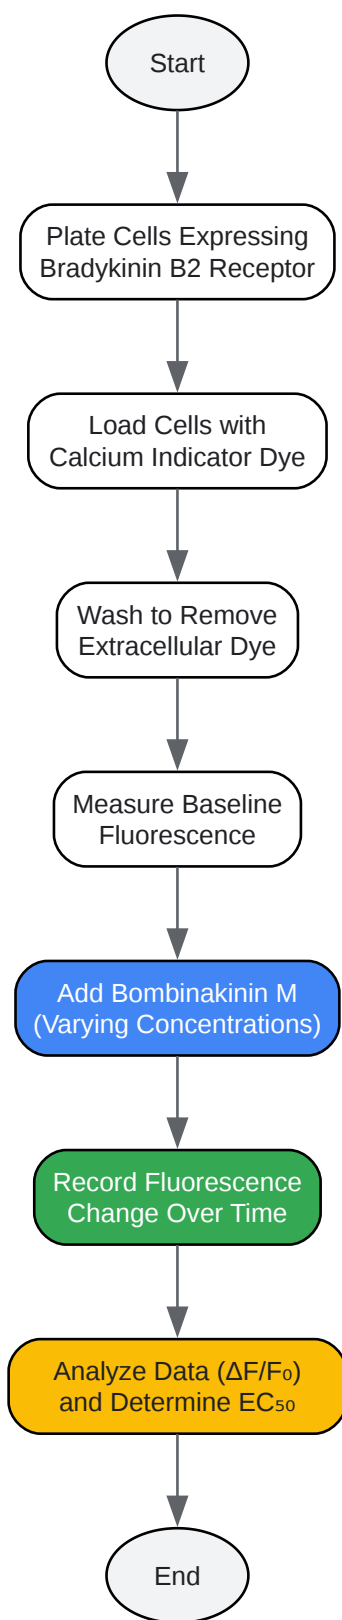 Start
Plate Cells Expressing
Bradykinin B2 Receptor
Load Cells with
Calcium Indicator Dye
Wash to Remove
Extracellular Dye
Measure Baseline
Fluorescence
Add Bombinakinin M
(Varying Concentrations)
Record Fluorescence
Change Over Time
Analyze Data (ΔF/F₀)
and Determine EC₅₀
End